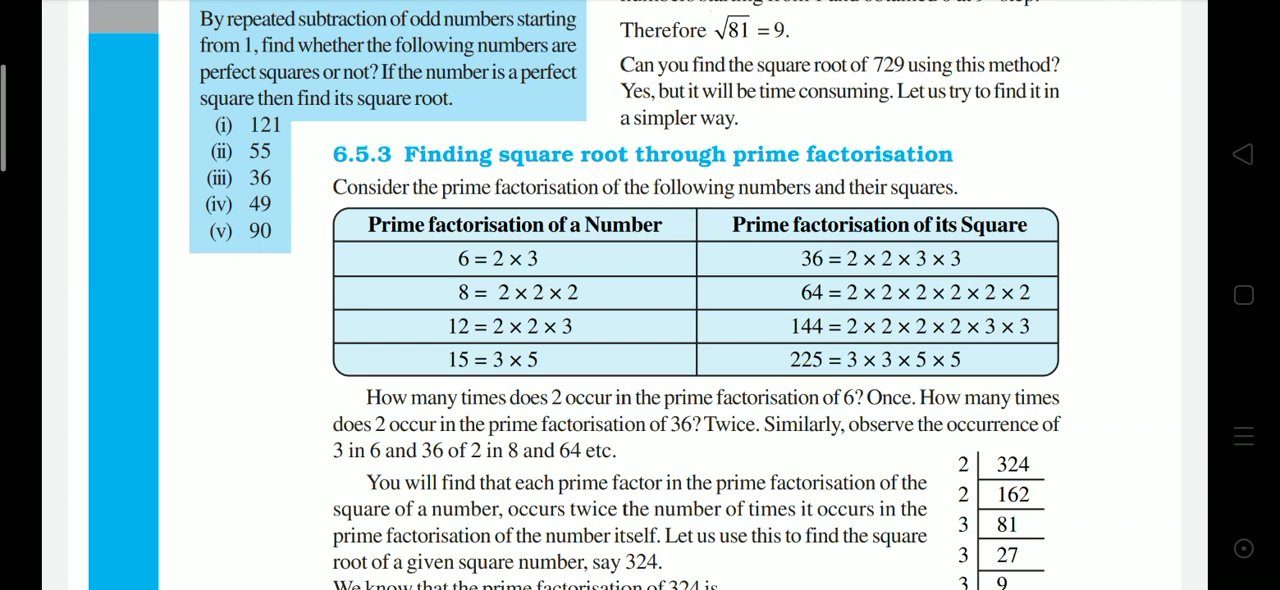 By repeated subtraction of odd numbers starting
from 1, find whether the following numbers are
perfect squares or not? If the number is a perfect
square then find its square root.
(i) 121
(ii) 55
(iii) 36
(iv) 49
(v) 90
Therefore √81 = 9.
Can you find the square root of 729 using this method?
Yes, but it will be time consuming. Let us try to find it in
a simpler way.
6.5.3 Finding square root through prime factorisation
Consider the prime factorisation of the following numbers and their squares.
Prime factorisation of a Number Prime factorisation of its Square
6 = 2 × 3 36 = 2 × 2 × 3 × 3
8 = 2 × 2 × 2 64 = 2 × 2 × 2 × 2 × 2 × 2
12 = 2 × 2 × 3 144 = 2 × 2 × 2 × 2 × 3 × 3
15 = 3 × 5 225 = 3 × 3 × 5 × 5
How many times does 2 occur in the prime factorisation of 6? Once. How many times
does 2 occur in the prime factorisation of 36? Twice. Similarly, observe the occurrence of
3 in 6 and 36 of 2 in 8 and 64 etc.
You will find that each prime factor in the prime factorisation of the
square of a number, occurs twice the number of times it occurs in the
prime factorisation of the number itself. Let us use this to find the square
root of a given square number, say 324.
We know that the prime factorisation of 324 is
2 324
2 162
3 81
3 27
3 9